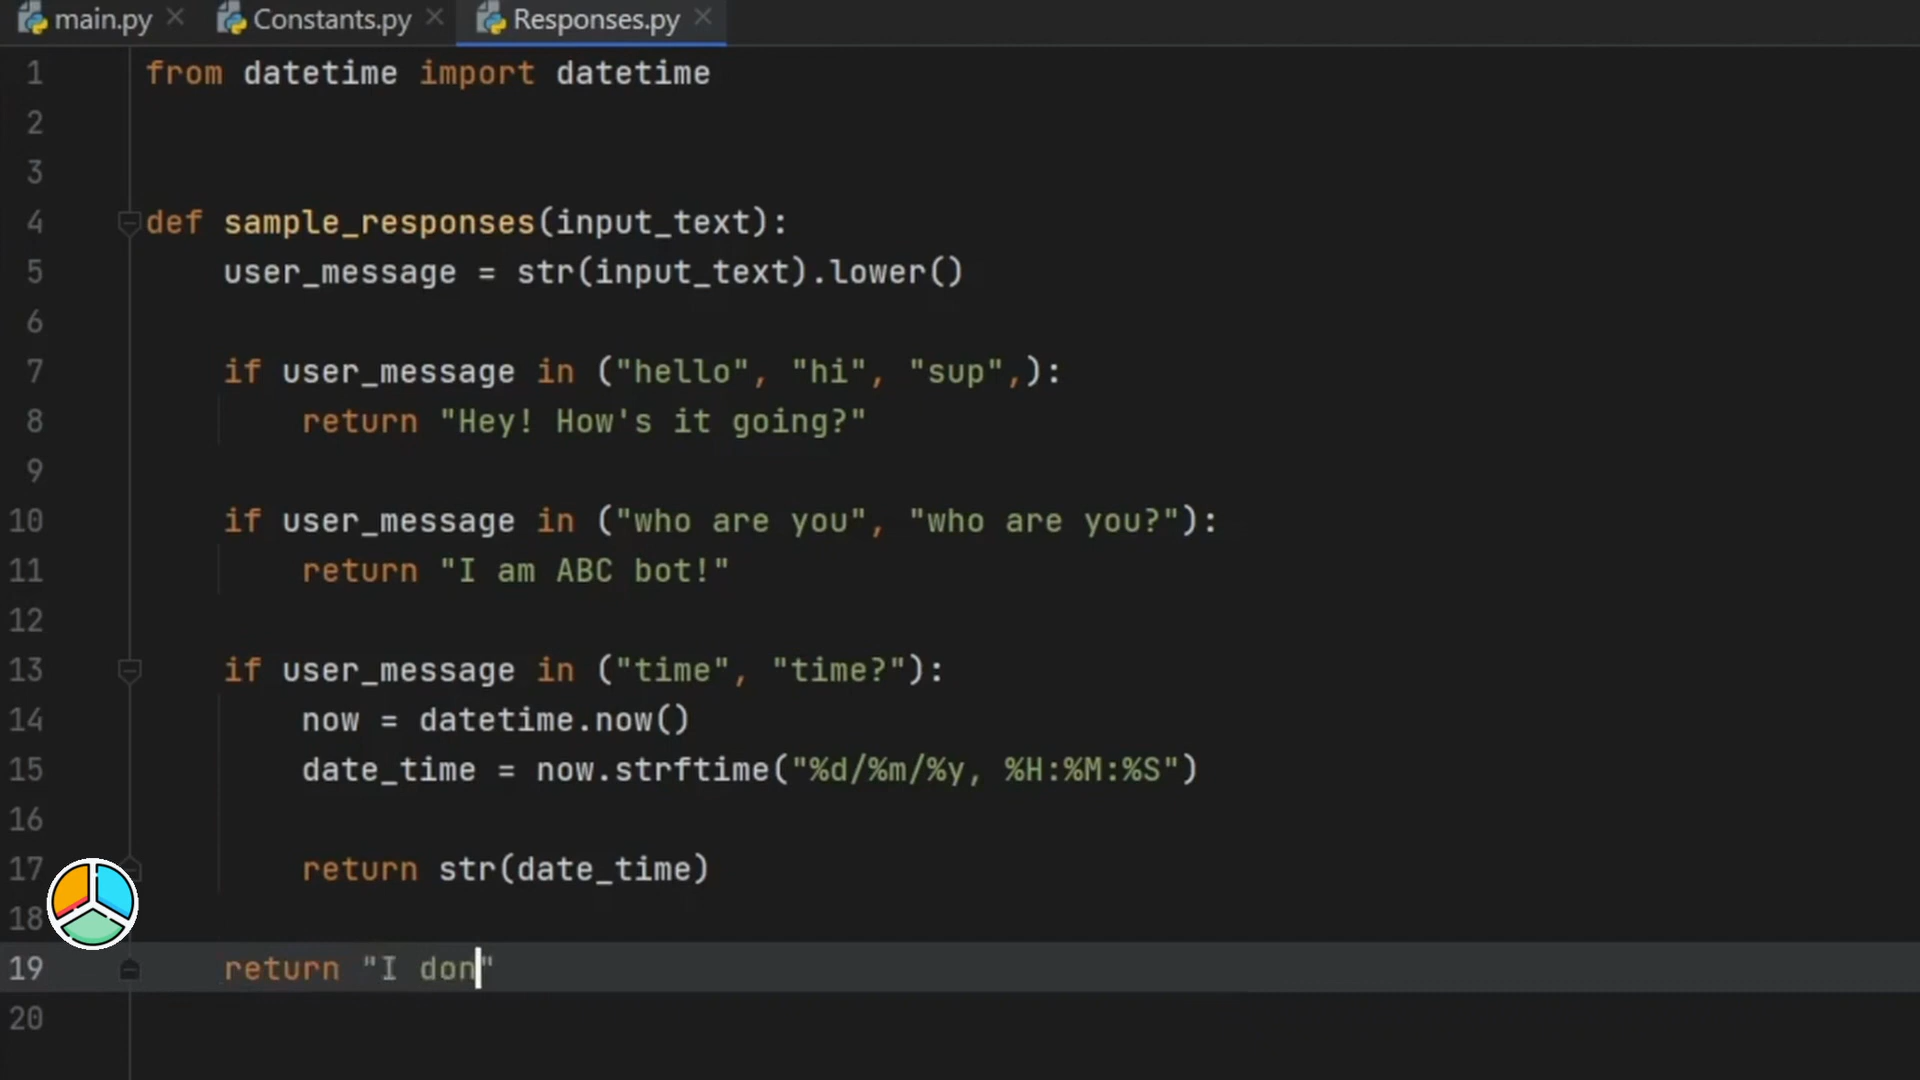 main.py Constants.py Responses.py
1 from datetime import datetime
2
3
4 def sample_responses(input_text):
5 user_message = str(input_text).lower()
6
7 if user_message in ("hello", "hi", "sup",):
8 return "Hey! How's it going?"
9
10 if user_message in ("who are you", "who are you?"):
11 return "I am ABC bot!"
12
13 if user_message in ("time", "time?"):
14 now = datetime.now()
15 date_time = now.strftime("%d/%m/%y, %H:%M:%S")
16
17 return str(date_time)
18
19 return "I don"
20